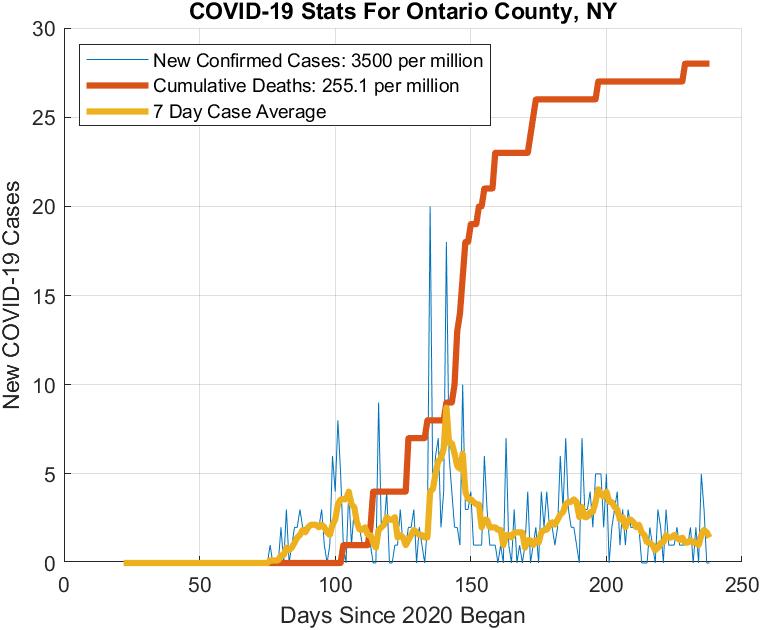 COVID-19 Stats For Ontario County, NY
30
New Confirmed Cases: 3500 per million
Cumulative Deaths: 255.1 per million
7 Day Case Average
25
20
15
10
5
0
New COVID-19 Cases
0 50 100 150 200 250
Days Since 2020 Began